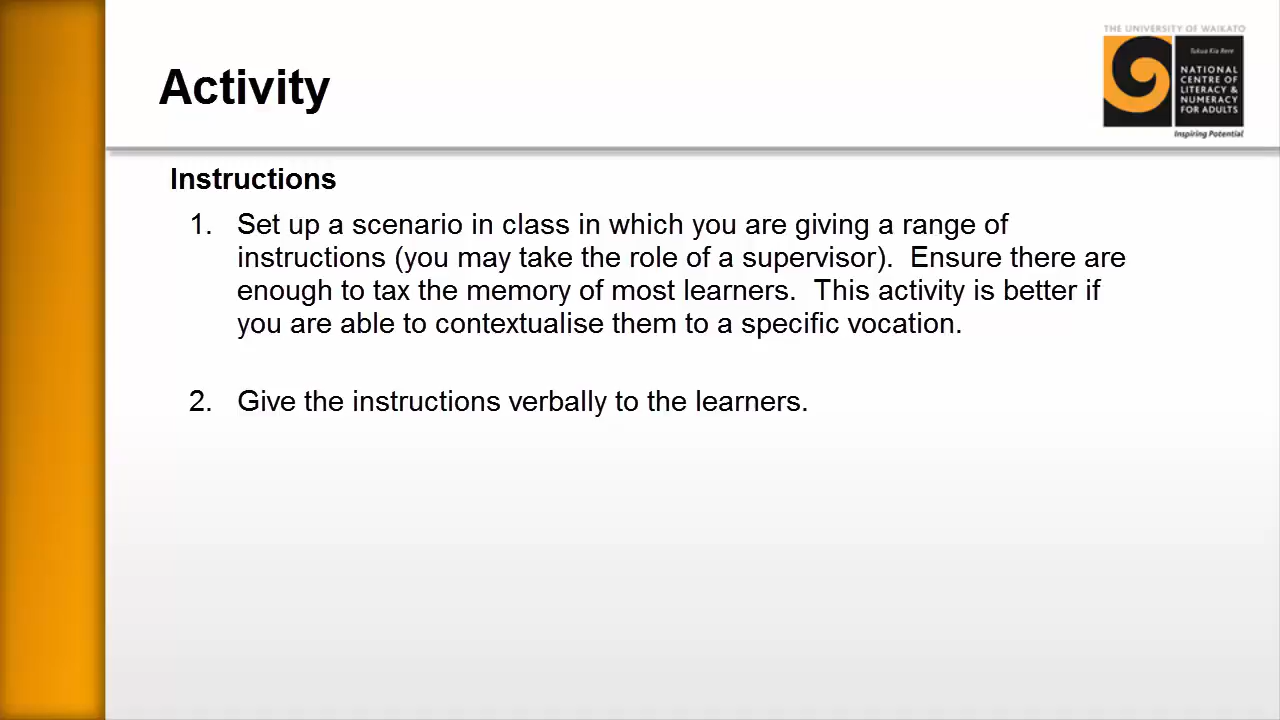 THE UNIVERSITY OF WAIKATO
Activity
Tukua Kia Rere
NATIONAL
CENTRE OF
LITERACY &
NUMERACY
FOR ADULTS
Inspiring Potential
Instructions
1. Set up a scenario in class in which you are giving a range of
instructions (you may take the role of a supervisor).  Ensure there are
enough to tax the memory of most learners.  This activity is better if
you are able to contextualise them to a specific vocation.
2. Give the instructions verbally to the learners.